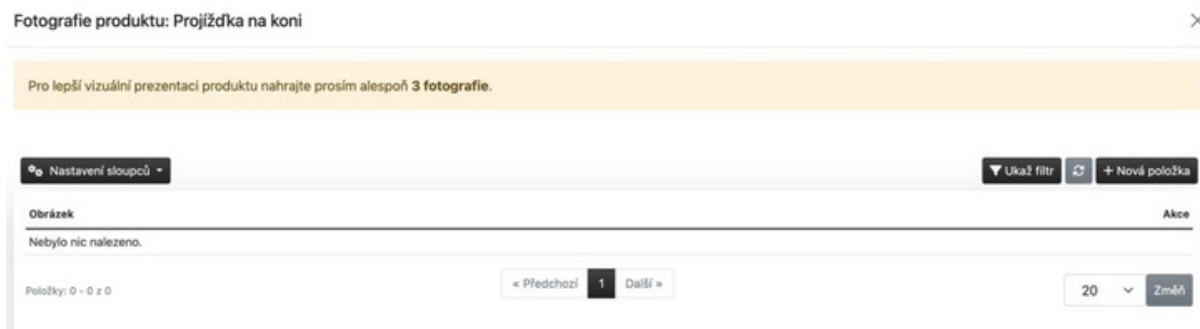 Fotografie produktu: Projížďka na koni
Pro lepší vizuální prezentaci produktu nahrajte prosím alespoň 3 fotografie.
Nastavení sloupců
Ukaž filtr
+ Nová položka
Obrázek
Akce
Nebylo nic nalezeno.
Položky: 0 - 0 z 0
« Předchozí
1
Další »
20
Změň